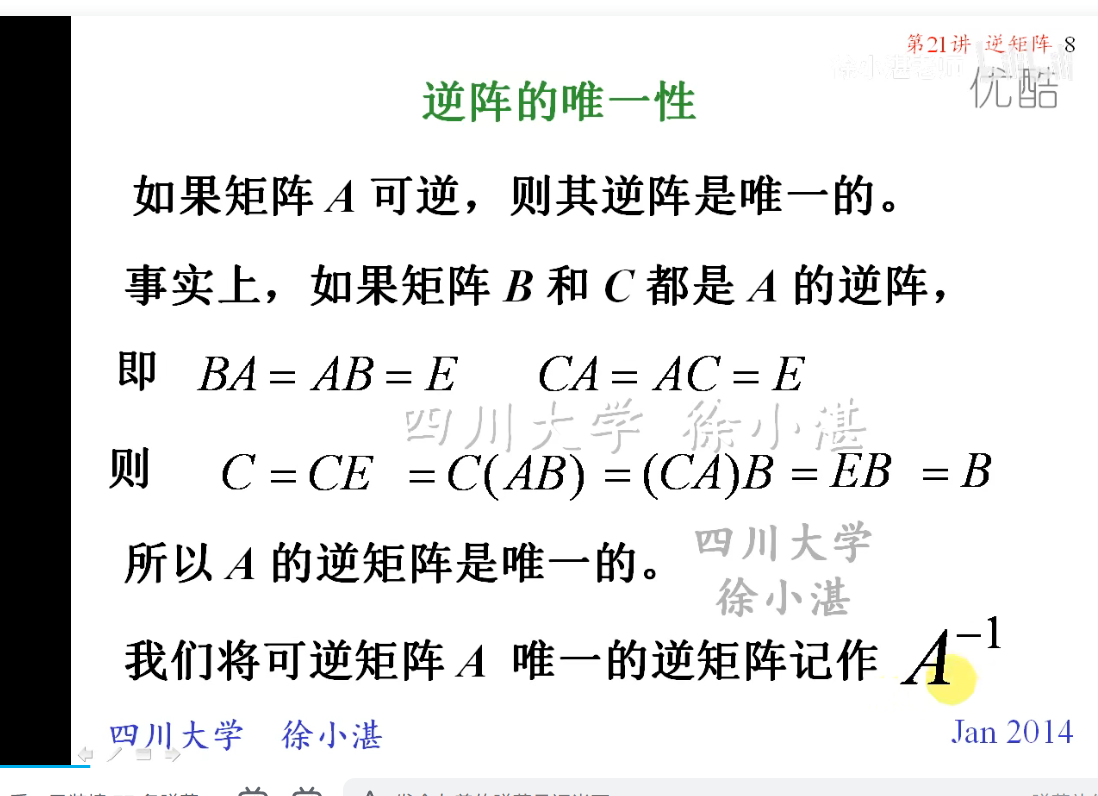 第21讲 逆矩阵 8
优酷
逆阵的唯一性
如果矩阵 A 可逆，则其逆阵是唯一的。
事实上，如果矩阵 B 和 C 都是 A 的逆阵，
即 BA = AB = E CA = AC = E
四川大学 徐小湛
则 C = CE = C(AB) = (CA)B = EB = B
四川大学
所以 A 的逆矩阵是唯一的。
徐小湛
我们将可逆矩阵 A 唯一的逆矩阵记作 A⁻¹
四川大学 徐小湛 Jan 2014